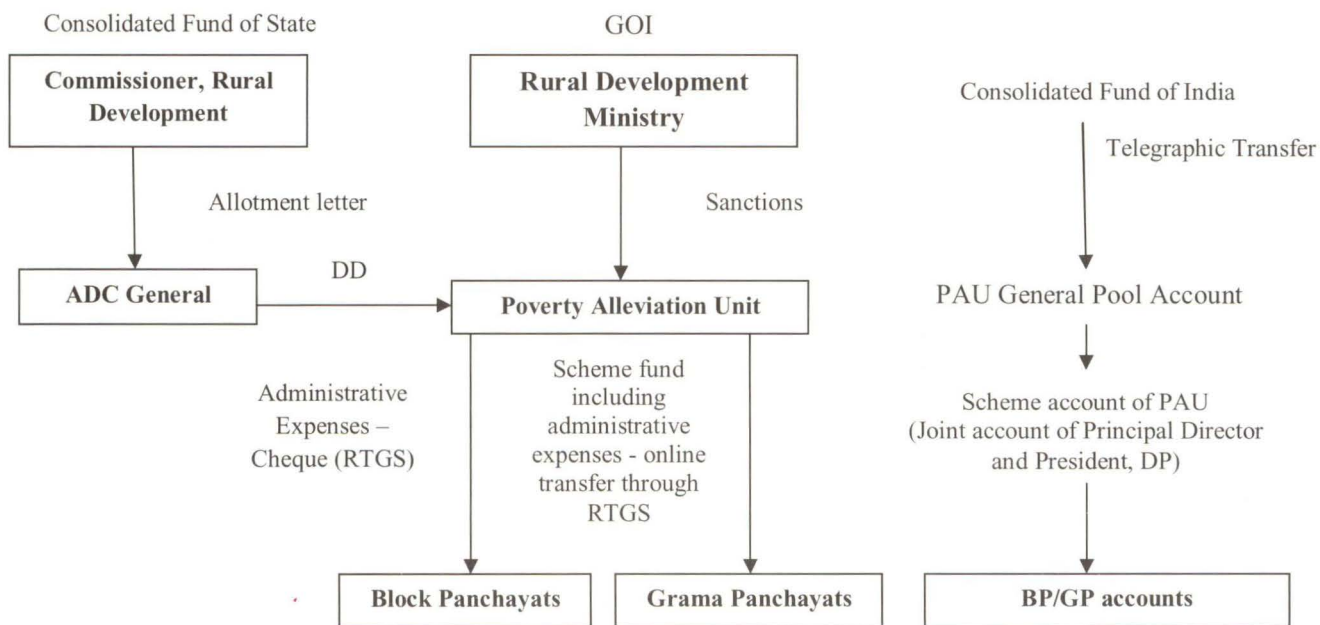 Consolidated Fund of State
GOI
Commissioner, Rural
Development
Rural Development
Ministry
Consolidated Fund of India
Telegraphic Transfer
Allotment letter
Sanctions
DD
ADC General
Poverty Alleviation Unit
PAU General Pool Account
Administrative
Expenses –
Cheque (RTGS)
Scheme fund
including
administrative
expenses - online
transfer through
RTGS
Scheme account of PAU
(Joint account of Principal Director
and President, DP)
Block Panchayats
Grama Panchayats
BP/GP accounts